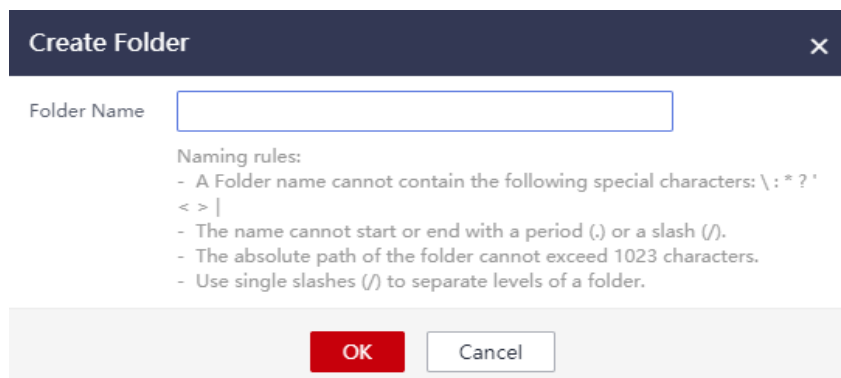 Create Folder ×
Folder Name
Naming rules:
- A Folder name cannot contain the following special characters: \ : * ? '
< > |
- The name cannot start or end with a period (.) or a slash (/).
- The absolute path of the folder cannot exceed 1023 characters.
- Use single slashes (/) to separate levels of a folder.
OK Cancel